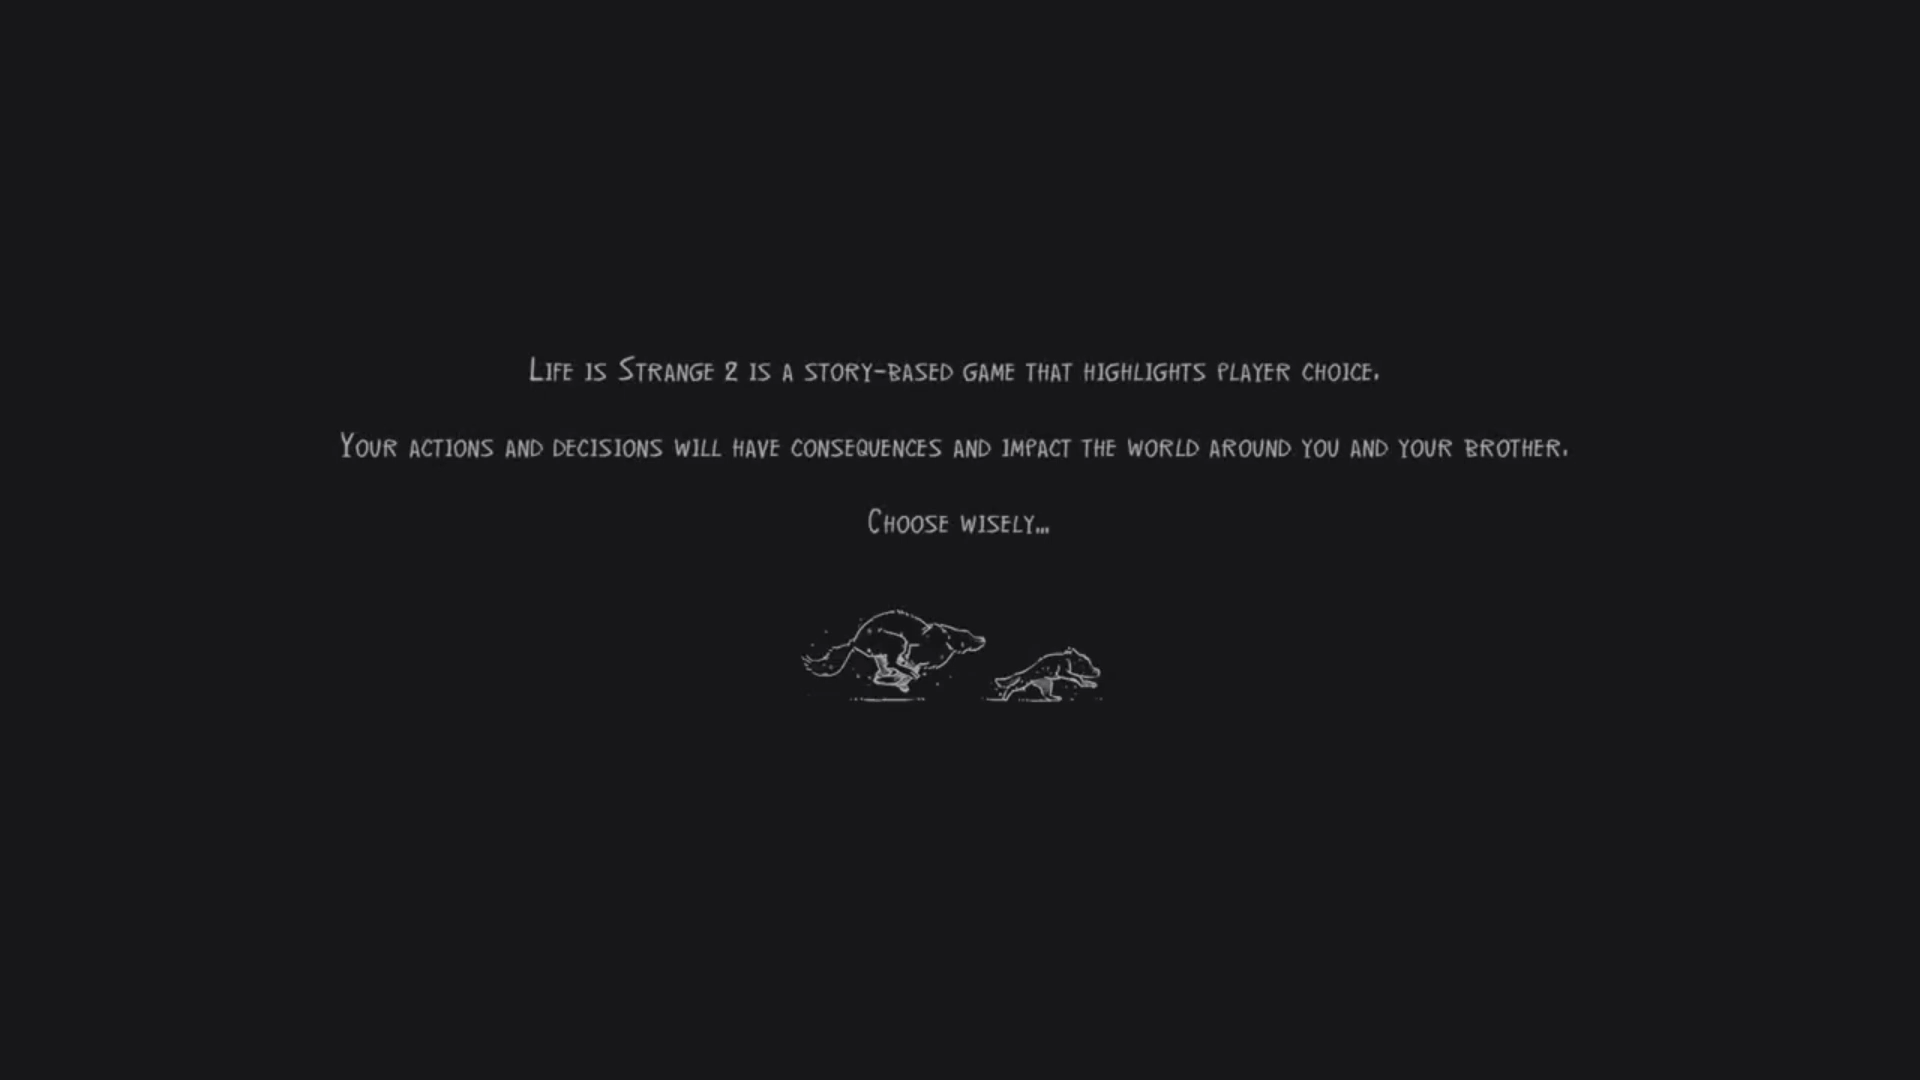 Life is Strange 2 is a story-based game that highlights player choice.
Your actions and decisions will have consequences and impact the world around you and your brother.
Choose wisely...